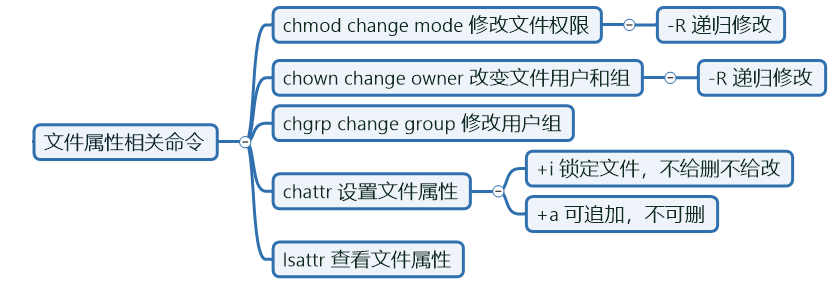 文件属性相关命令
chmod change mode 修改文件权限
-R 递归修改
chown change owner 改变文件用户和组
-R 递归修改
chgrp change group 修改用户组
chattr 设置文件属性
+i 锁定文件，不给删不给改
+a 可追加，不可删
lsattr 查看文件属性